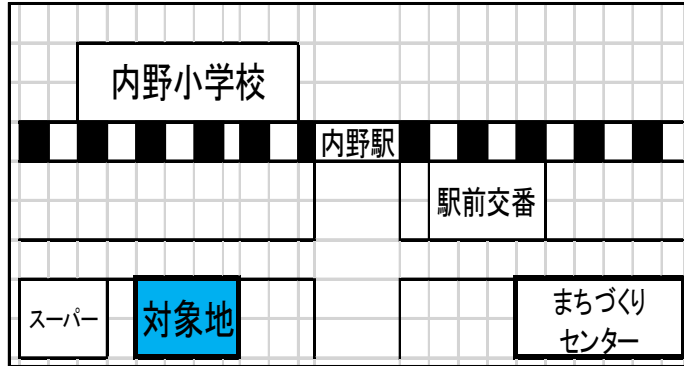 内野小学校
内野駅
駅前交番
スーパー
対象地
まちづくり
センター